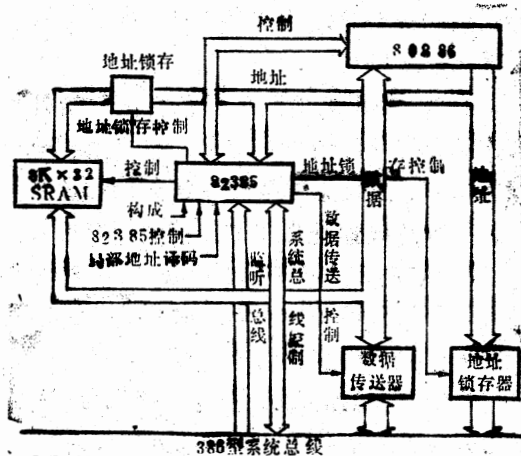 控制
80286
地址锁存
地址
地址锁存控制
8K×32
SRAM
控制
82385
地址锁
存控制
数据
地址
构成
82385控制
局部地址译码
监听
总线
系统总
线控制
数据传送
控制
数据
传送器
地址
锁存器
386型系统总线